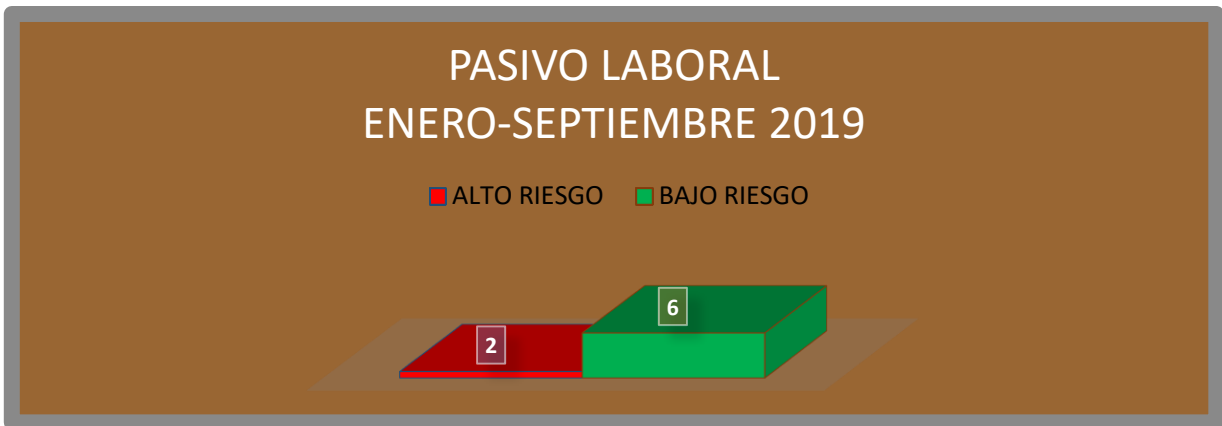 PASIVO LABORAL
ENERO-SEPTIEMBRE 2019
ALTO RIESGO BAJO RIESGO
6
2